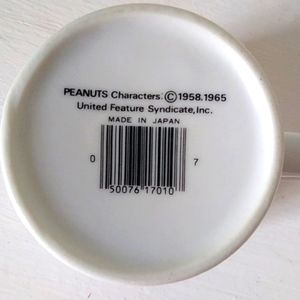 PEANUTS Characters: © 1958.1965
United Feature Syndicate, Inc.
MADE IN JAPAN
0 7
50076 17010